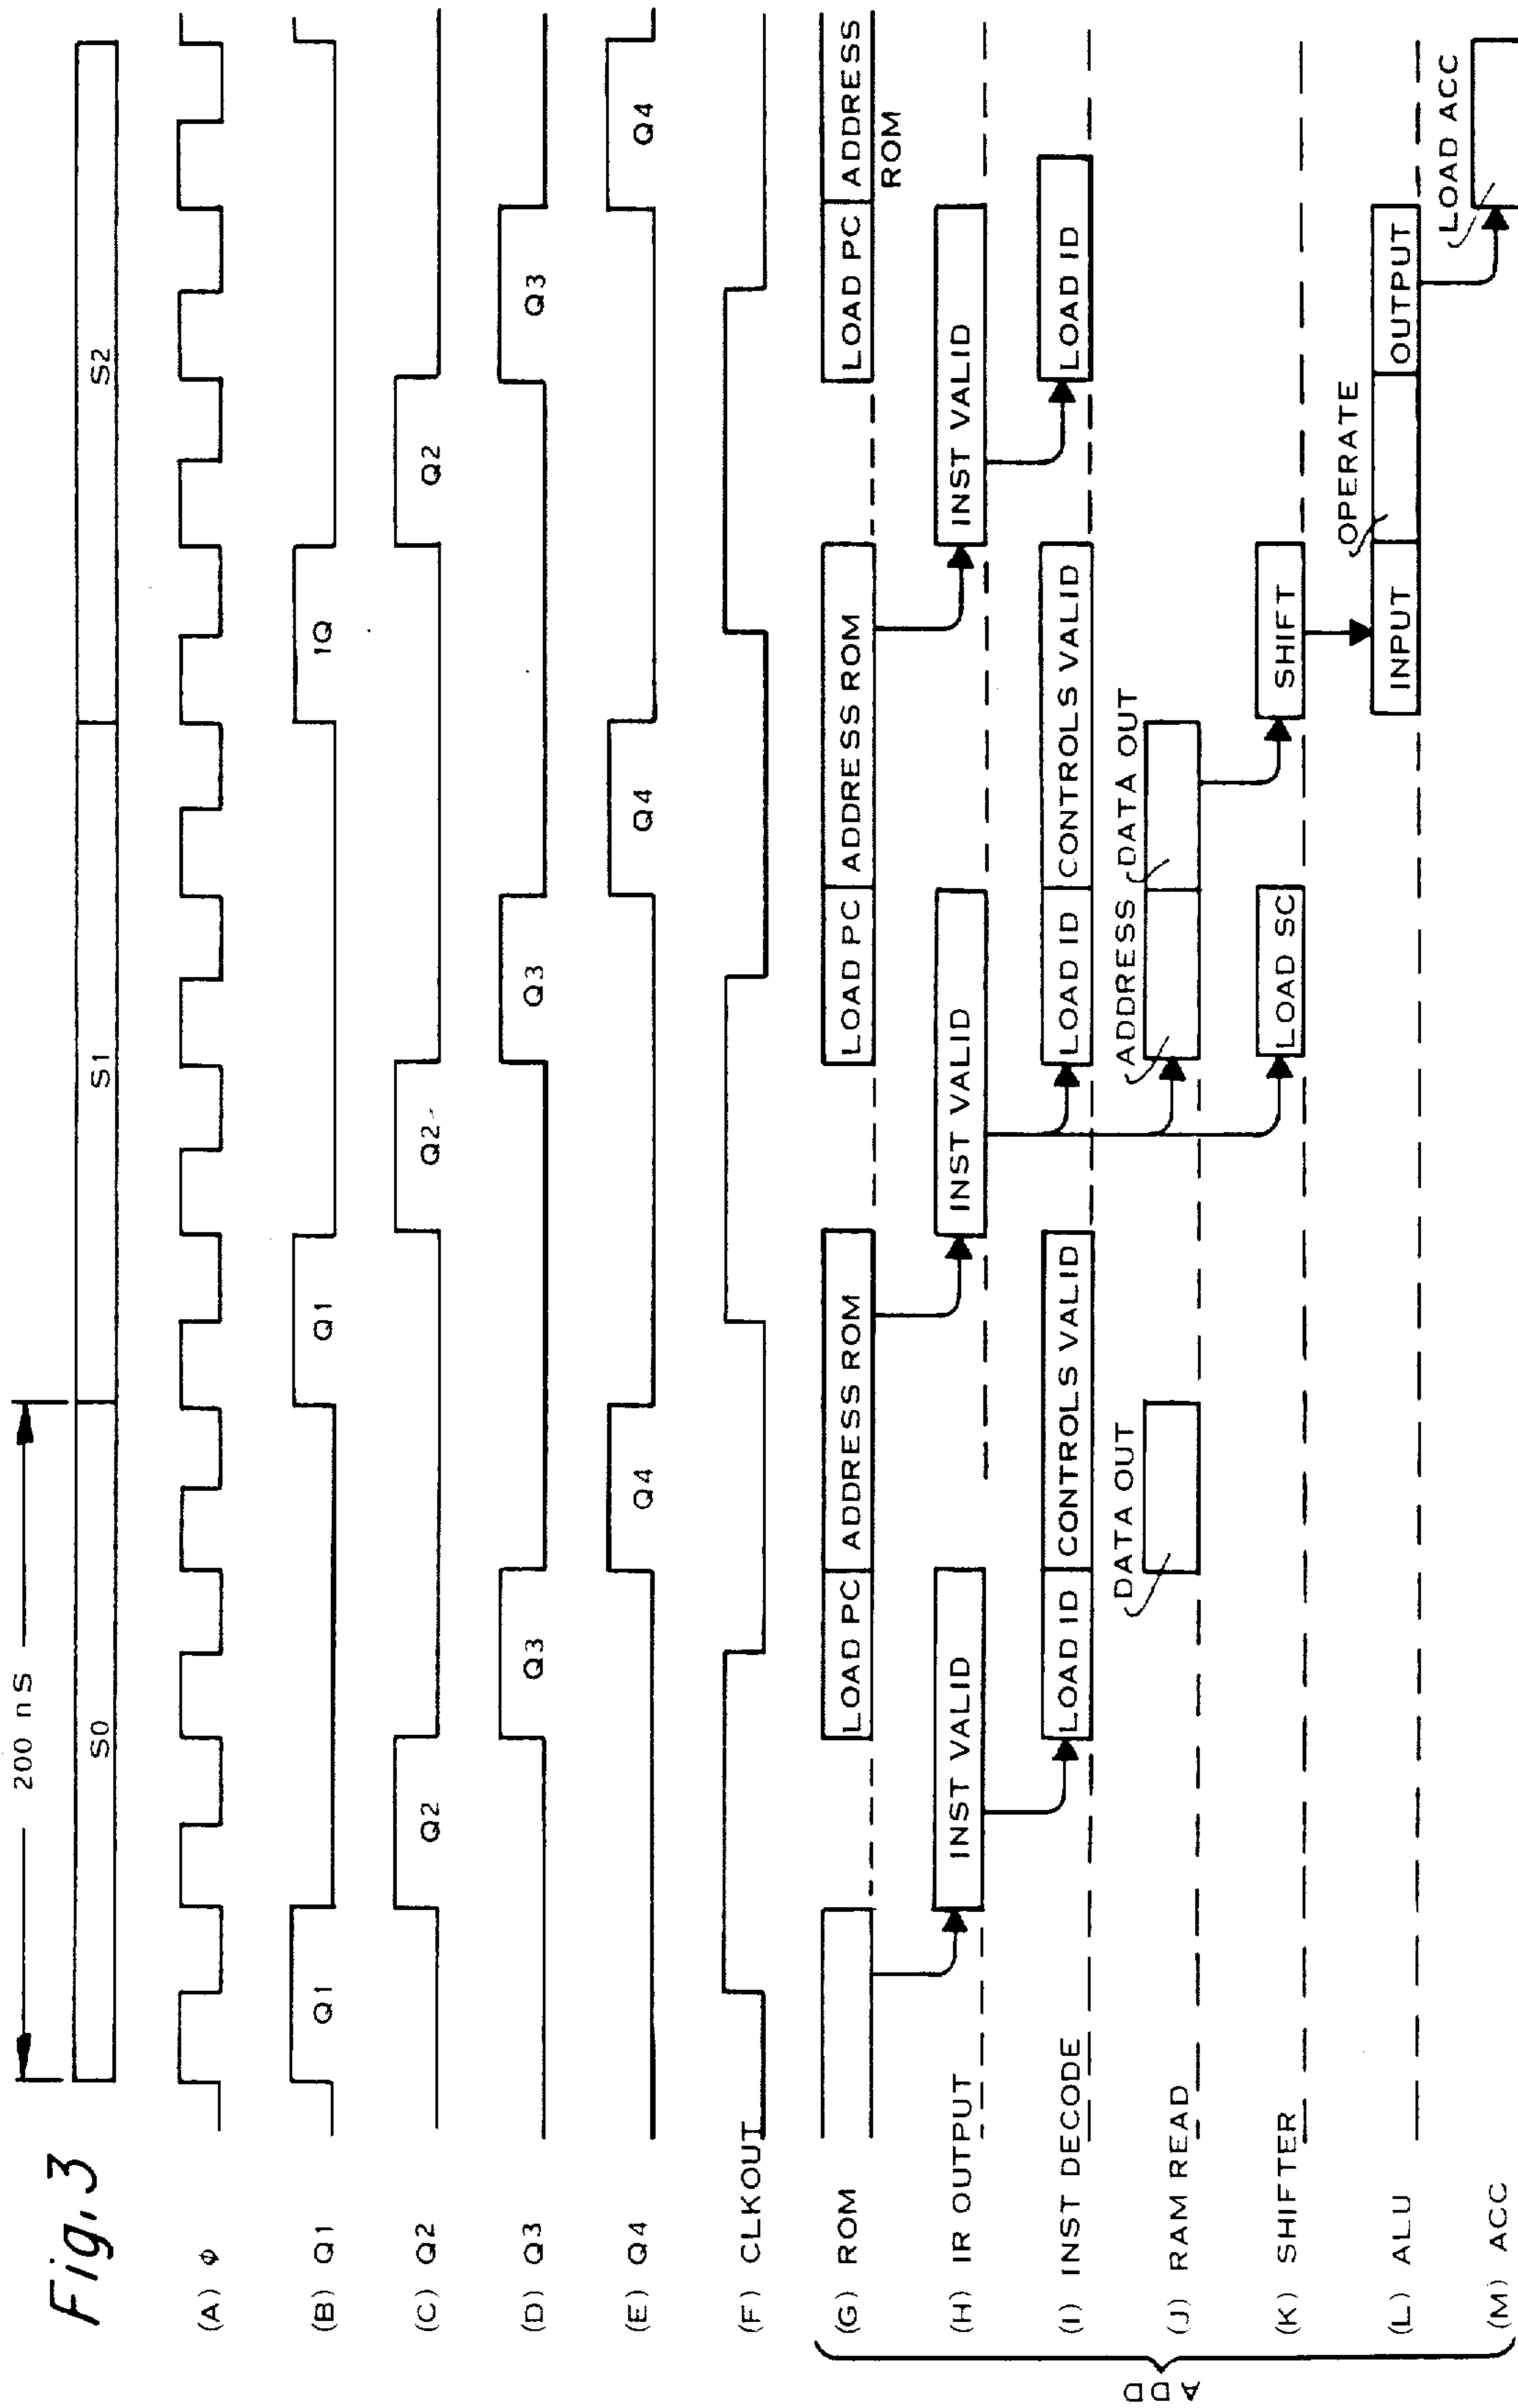 Fig. 3
200 nS
S0 S1 S2
(A) φ
(B) Q1 Q1 Q1 1Q
(C) Q2 Q2 Q2 Q2
(D) Q3 Q3 Q3 Q3
(E) Q4 Q4 Q4 Q4
(F) CLKOUT
(G) ROM LOAD PC ADDRESS ROM LOAD PC ADDRESS ROM LOAD PC ADDRESS
ROM
(H) IR OUTPUT INST VALID INST VALID INST VALID
(I) INST DECODE LOAD ID CONTROLS VALID LOAD ID CONTROLS VALID LOAD ID
DATA OUT ADDRESS DATA OUT
(J) RAM READ
(K) SHIFTER LOAD SC SHIFT
OPERATE
(L) ALU INPUT OUTPUT
LOAD ACC
(M) ACC
ADD